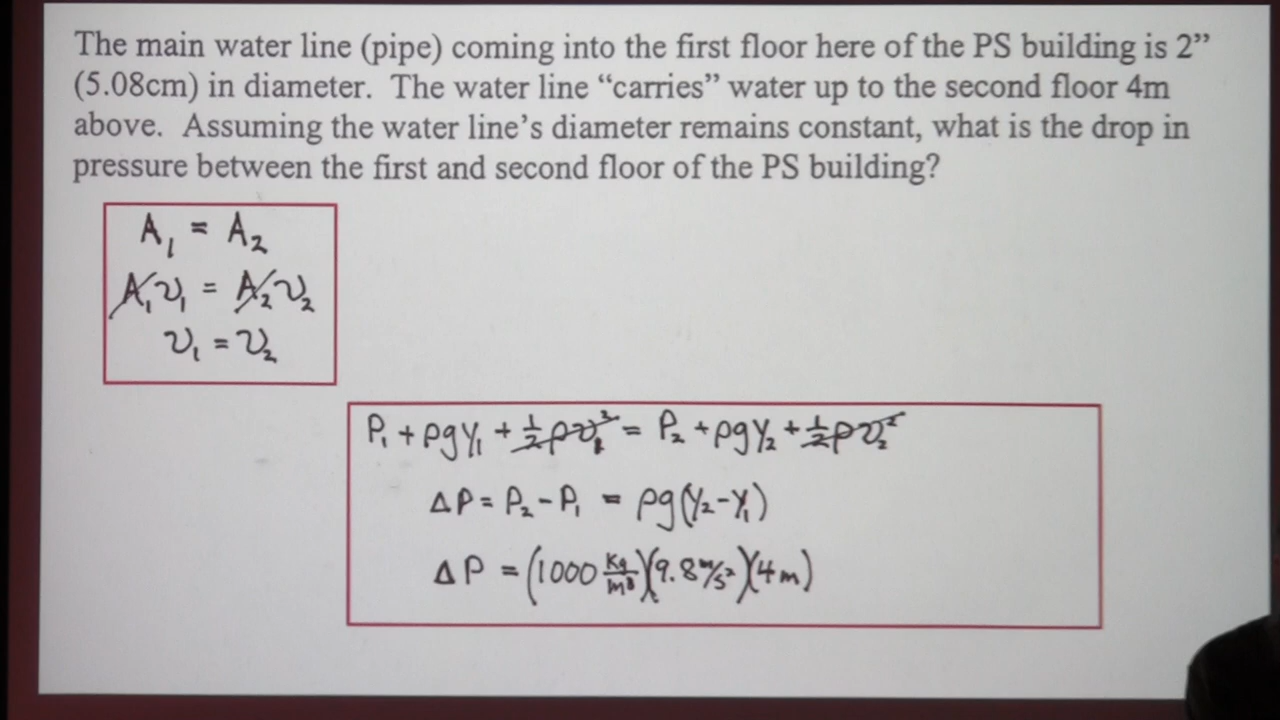 The main water line (pipe) coming into the first floor here of the PS building is 2”
(5.08cm) in diameter. The water line “carries” water up to the second floor 4m
above. Assuming the water line’s diameter remains constant, what is the drop in
pressure between the first and second floor of the PS building?
A₁ = A₂
A₁v₁ = A₂v₂
v₁ = v₂
P₁ + ρgy₁ + ½ρv₁² = P₂ + ρgy₂ + ½ρv₂²
ΔP = P₂ - P₁ = ρg(y₂-y₁)
ΔP = (1000 kg/m³)(9.8 m/s²)(4m)